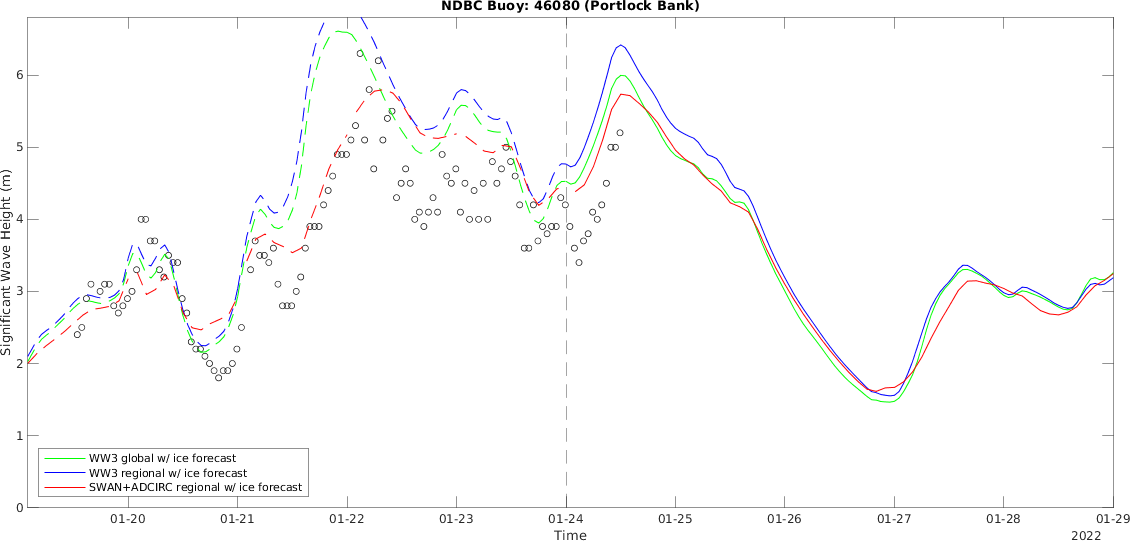 NDBC Buoy: 46080 (Portlock Bank)
Significant Wave Height (m)
6
5
4
3
2
1
0
WW3 global w/ ice forecast
WW3 regional w/ ice forecast
SWAN+ADCIRC regional w/ ice forecast
01-20 01-21 01-22 01-23 01-24 01-25 01-26 01-27 01-28 01-29
Time
2022